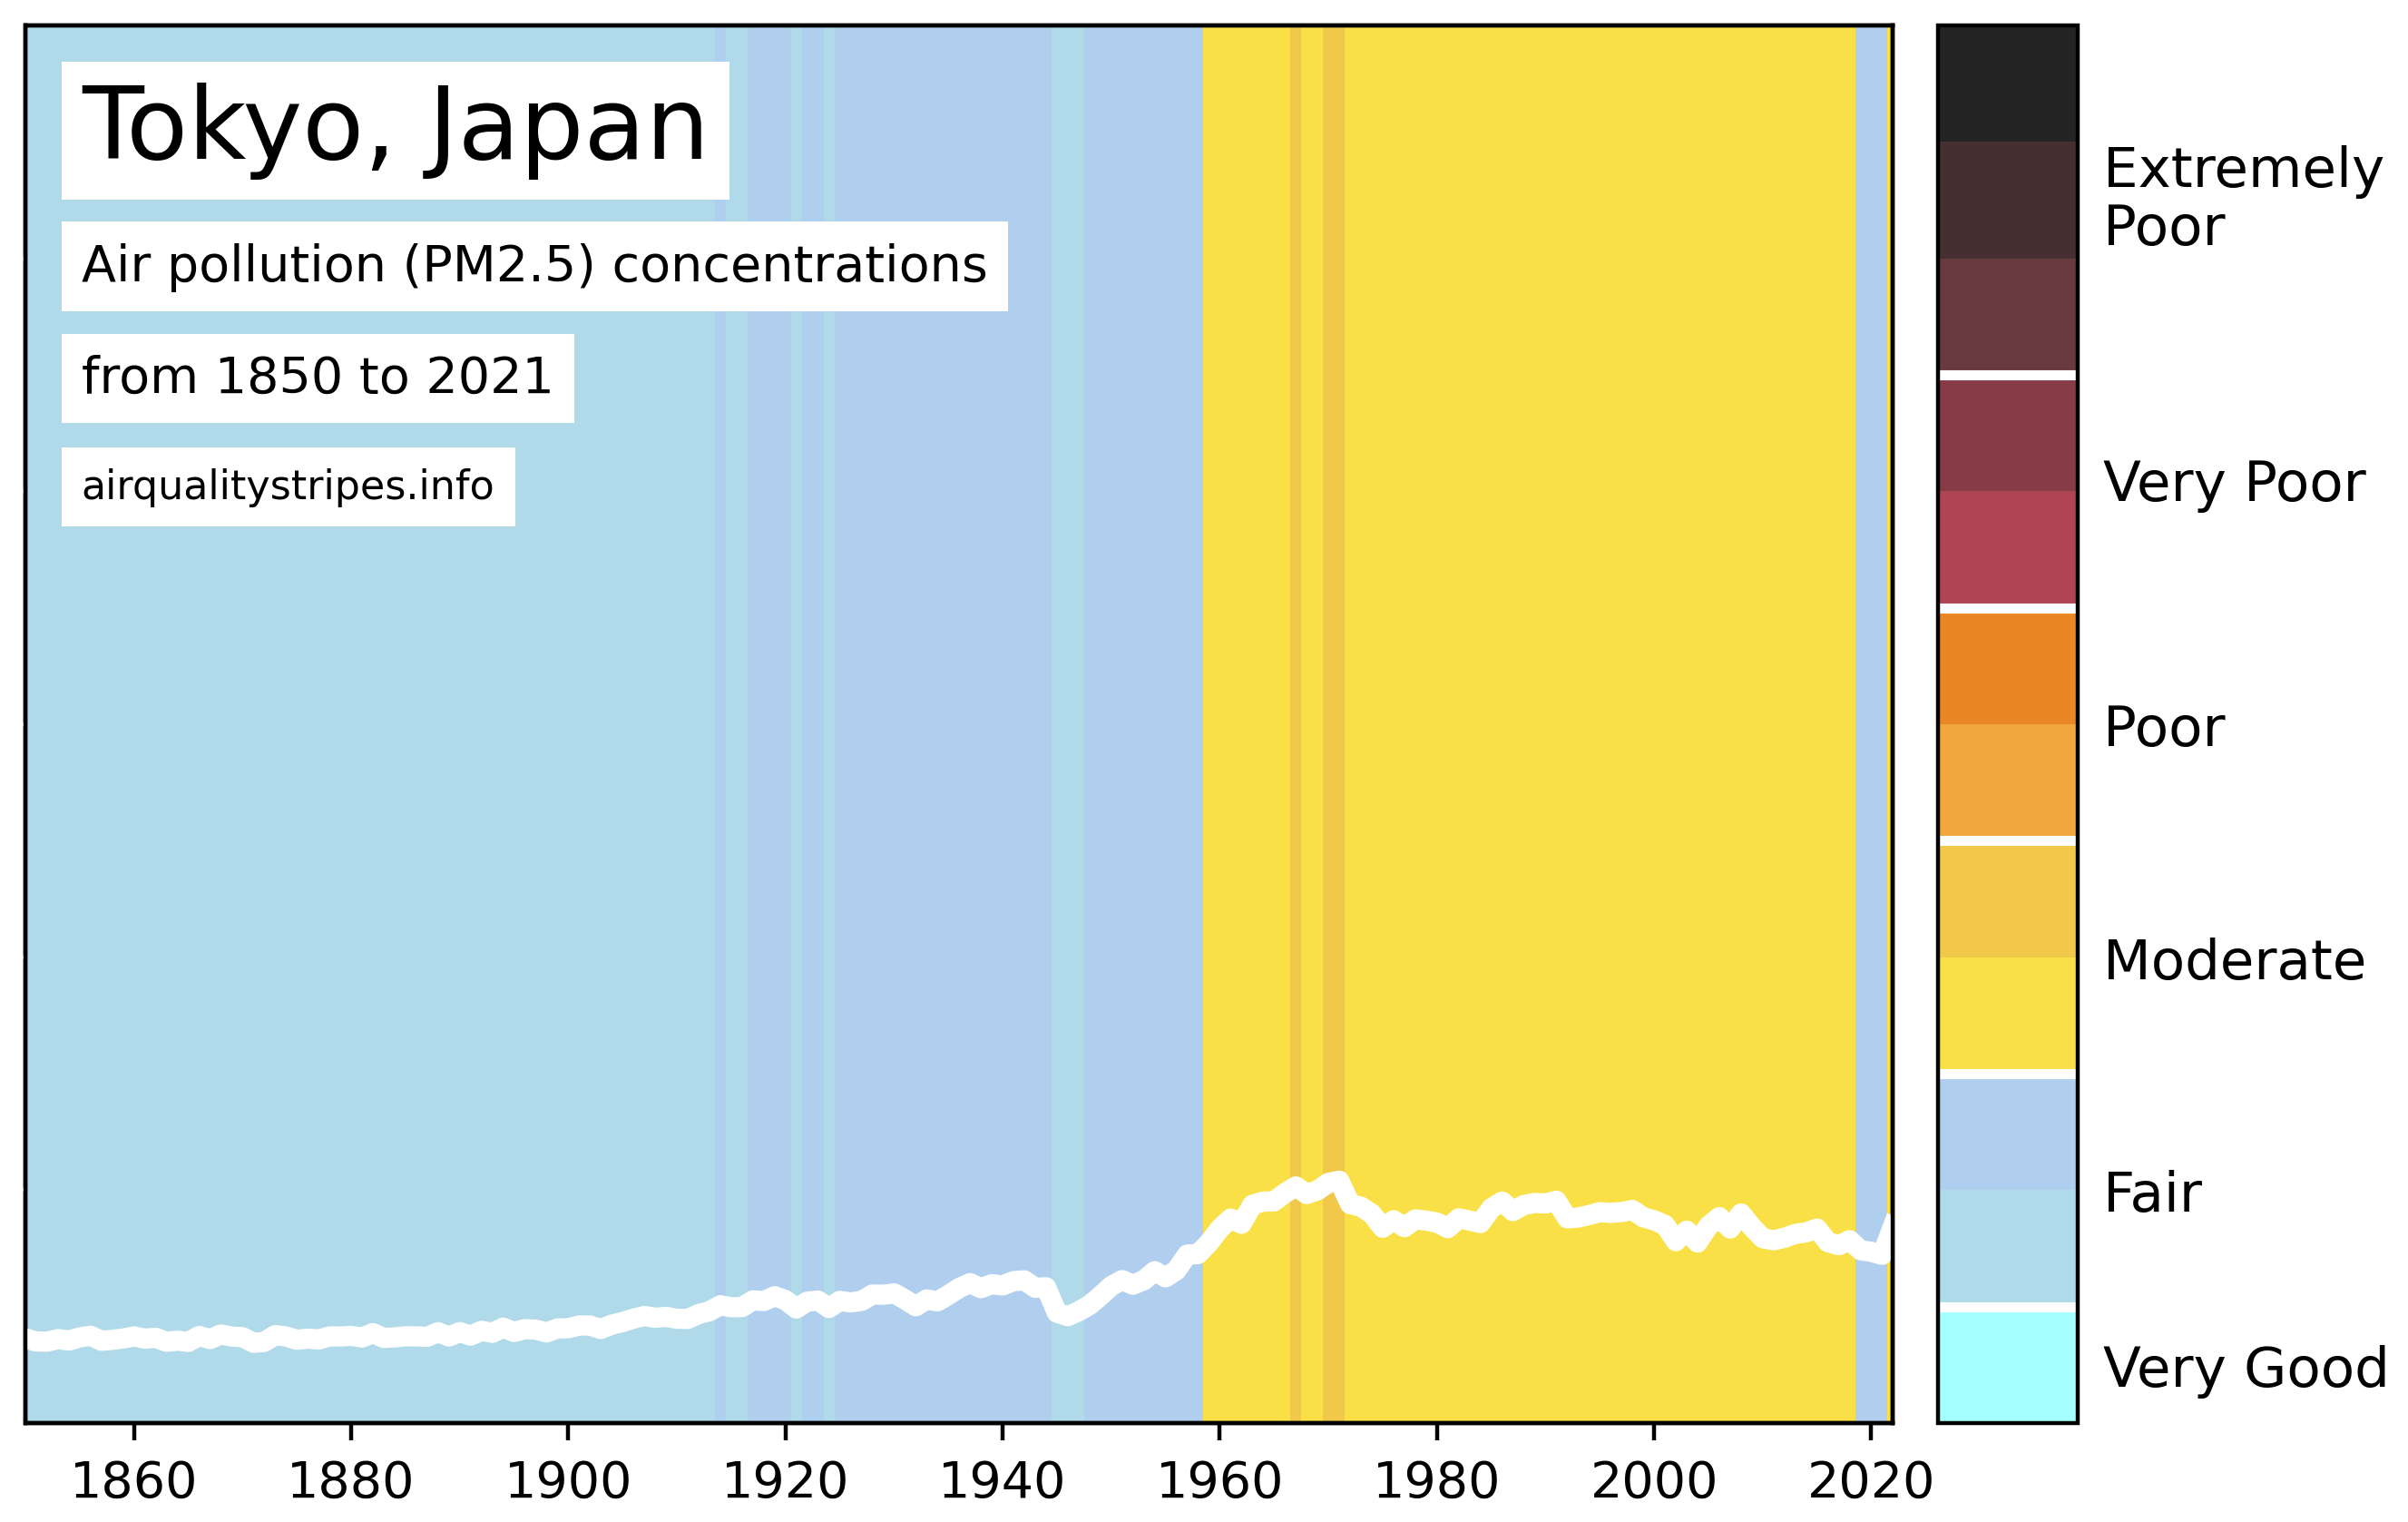 Tokyo, Japan
Air pollution (PM2.5) concentrations
from 1850 to 2021
airqualitystripes.info
Extremely
Poor
Very Poor
Poor
Moderate
Fair
Very Good
1860 1880 1900 1920 1940 1960 1980 2000 2020